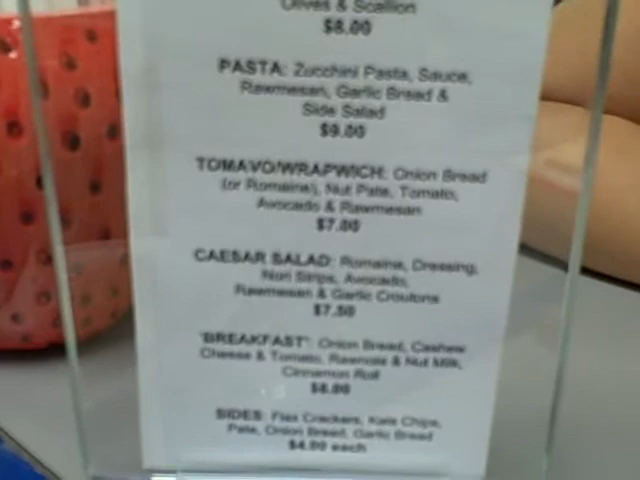 Olives & Scallion
$8.00
PASTA: Zucchini Pasta, Sauce,
Rawmesan, Garlic Bread &
Side Salad
$9.00
TOMAVO/WRAPWICH: Onion Bread
(or Romaine), Nut Pate, Tomato,
Avocado & Rawmesan
$7.00
CAESAR SALAD: Romaine, Dressing,
Nori Strips, Avocado,
Rawmesan & Garlic Croutons
$7.50
'BREAKFAST': Onion Bread, Cashew
Cheese & Tomato, Rawnola & Nut Milk,
Cinnamon Roll
$8.00
SIDES: Flax Crackers, Kale Chips,
Pate, Onion Bread, Garlic Bread
$4.00 each